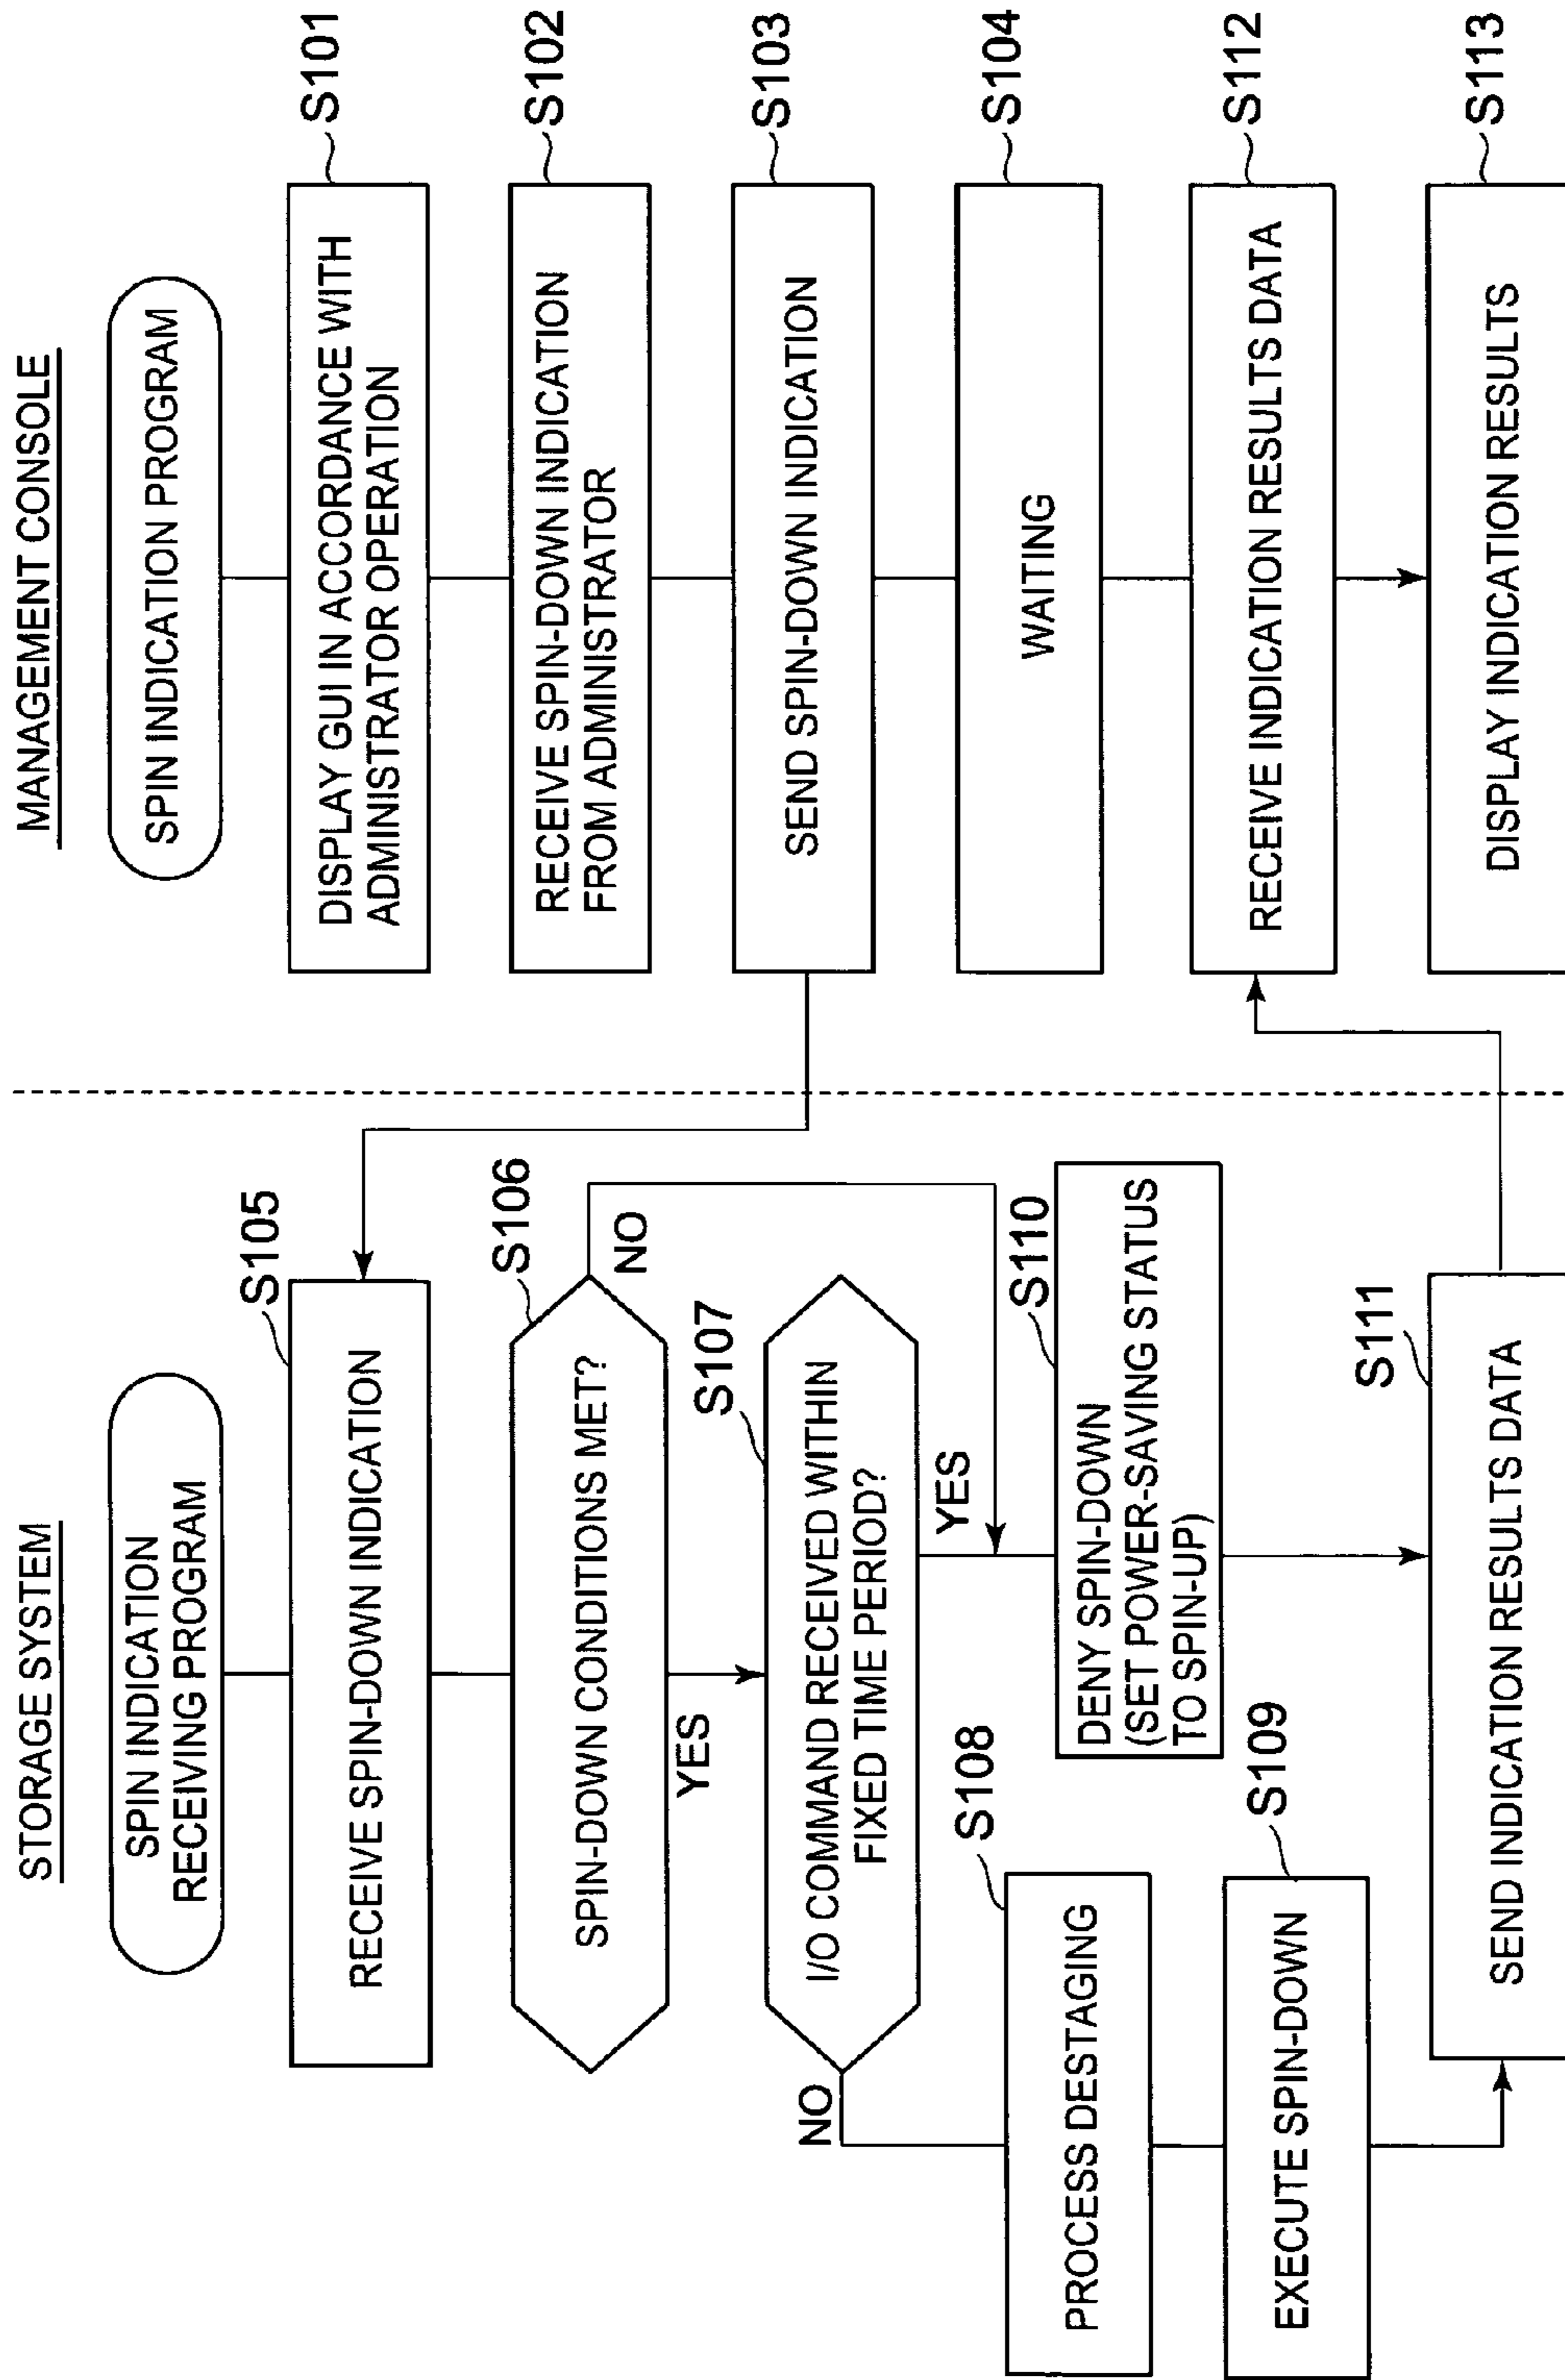 STORAGE SYSTEM
SPIN INDICATION
RECEIVING PROGRAM
S105
RECEIVE SPIN-DOWN INDICATION
S106
SPIN-DOWN CONDITIONS MET?
NO
YES
S107
I/O COMMAND RECEIVED WITHIN
FIXED TIME PERIOD?
NO
YES
S108
PROCESS DESTAGING
S109
EXECUTE SPIN-DOWN
S110
DENY SPIN-DOWN
(SET POWER-SAVING STATUS
TO SPIN-UP)
S111
SEND INDICATION RESULTS DATA
MANAGEMENT CONSOLE
SPIN INDICATION PROGRAM
DISPLAY GUI IN ACCORDANCE WITH
ADMINISTRATOR OPERATION
S101
RECEIVE SPIN-DOWN INDICATION
FROM ADMINISTRATOR
S102
SEND SPIN-DOWN INDICATION
S103
WAITING
S104
RECEIVE INDICATION RESULTS DATA
S112
DISPLAY INDICATION RESULTS
S113